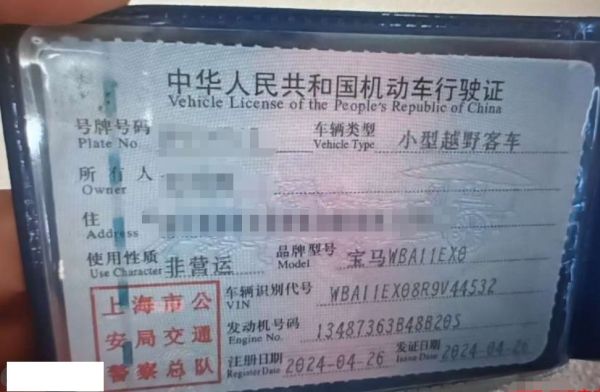 中华人民共和国机动车行驶证
Vehicle License of the People's Republic of China
号牌号码 车辆类型 小型越野客车
Plate No. Vehicle Type
所有人
Owner
住
Address
使用性质 非营运 品牌型号 宝马WBA11EX0
Use Character Model
上海市公
安局交通
警察总队
车辆识别代号 WBA11EX08R9V44532
VIN
发动机号码 13487363B48B20S
Engine No.
注册日期 2024-04-26 发证日期 2024-04-26
Register Date Issue Date